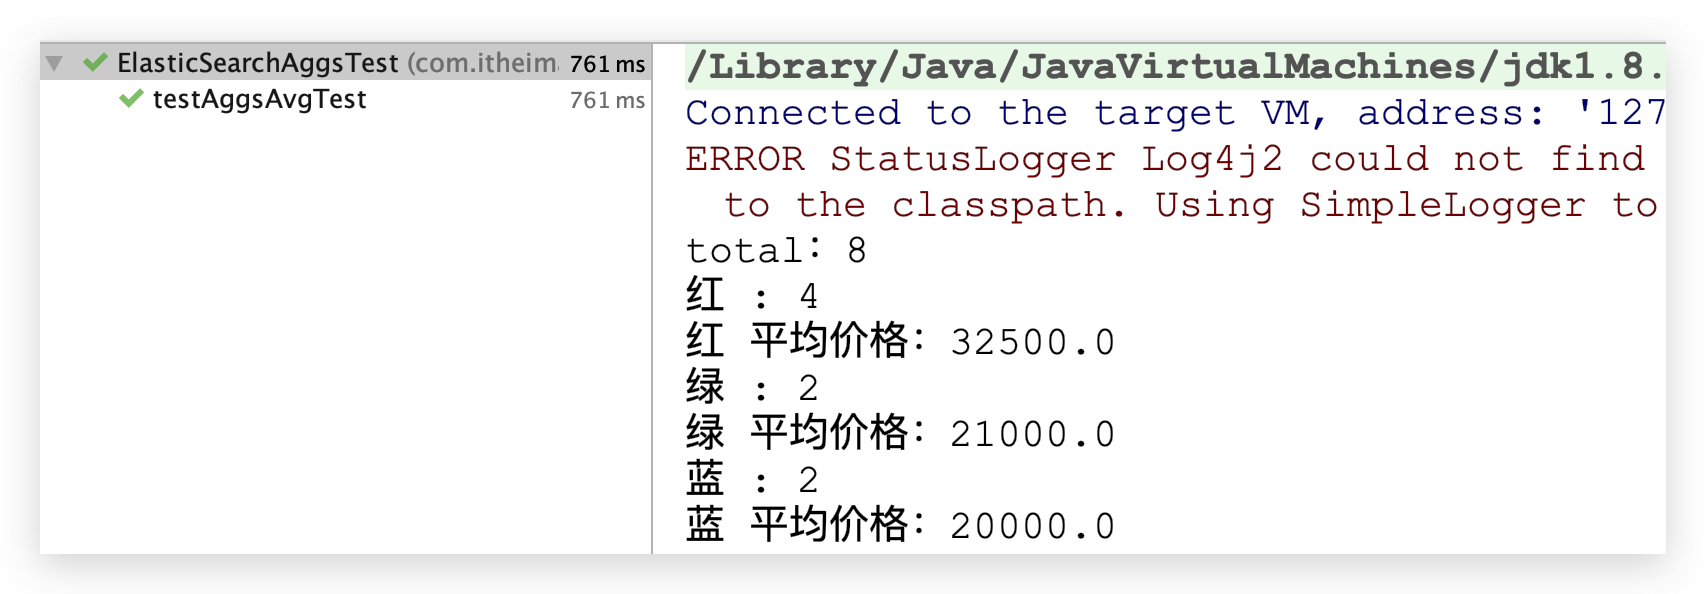 ElasticSearchAggsTest (com.itheim 761 ms
testAggsAvgTest 761 ms
/Library/Java/JavaVirtualMachines/jdk1.8.
Connected to the target VM, address: '127
ERROR StatusLogger Log4j2 could not find
to the classpath. Using SimpleLogger to
total: 8
红 : 4
红 平均价格: 32500.0
绿 : 2
绿 平均价格: 21000.0
蓝 : 2
蓝 平均价格: 20000.0